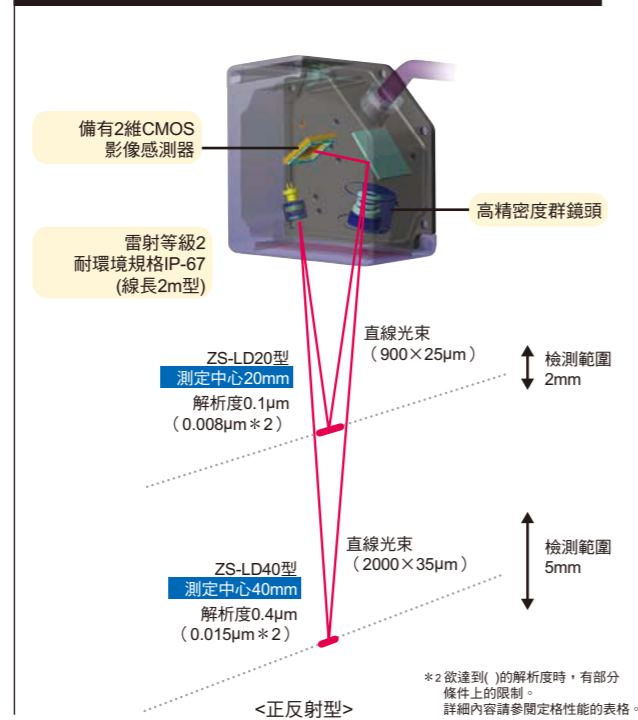 備有2維CMOS
影像感測器
高精密度群鏡頭
雷射等級2
耐環境規格IP-67
(線長2m型)
ZS-LD20型
測定中心20mm
解析度0.1μm
（0.008μm＊2）
直線光束
（900×25μm）
檢測範圍
2mm
ZS-LD40型
測定中心40mm
解析度0.4μm
（0.015μm＊2）
直線光束
（2000×35μm）
檢測範圍
5mm
＊2 欲達到( )的解析度時，有部分
條件上的限制。
詳細內容請參閱定格性能的表格。
<正反射型>